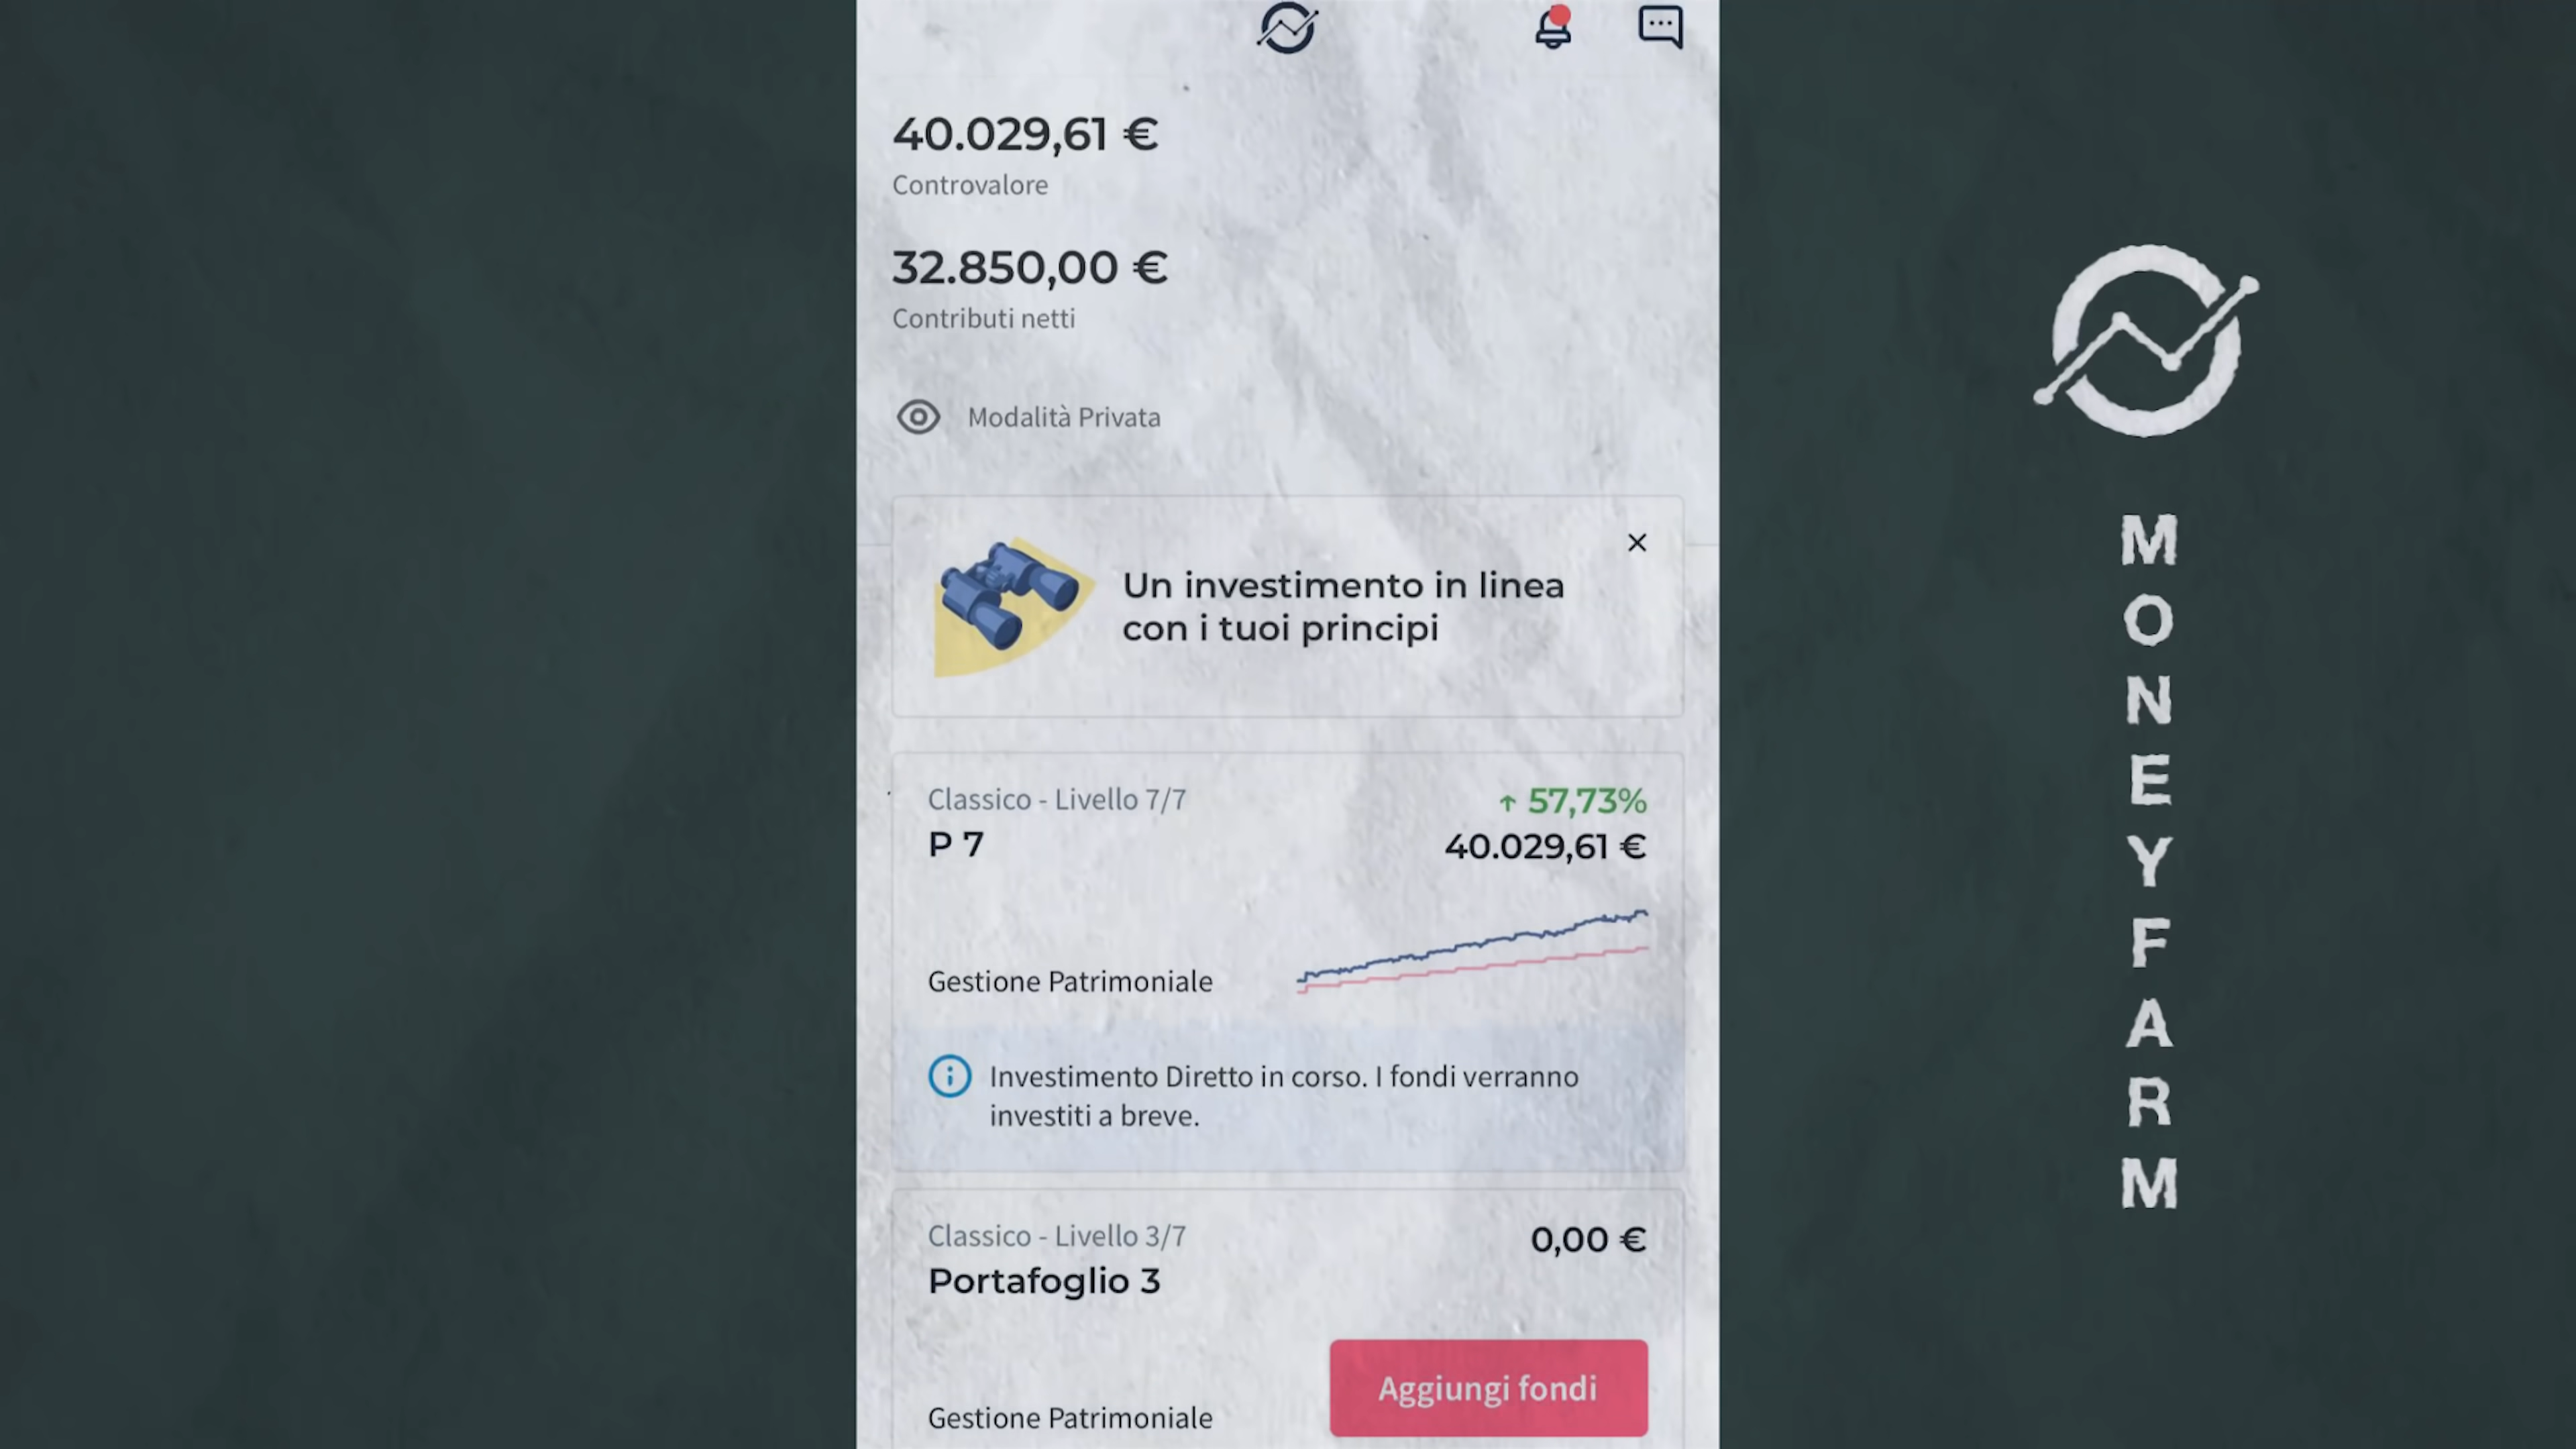 40.029,61 €
Controvalore
32.850,00 €
Contributi netti
Modalità Privata
Un investimento in linea
con i tuoi principi
Classico - Livello 7/7
↑ 57,73%
P 7
40.029,61 €
Gestione Patrimoniale
Investimento Diretto in corso. I fondi verranno
investiti a breve.
Classico - Livello 3/7
0,00 €
Portafoglio 3
Aggiungi fondi
Gestione Patrimoniale
MONEYFARM